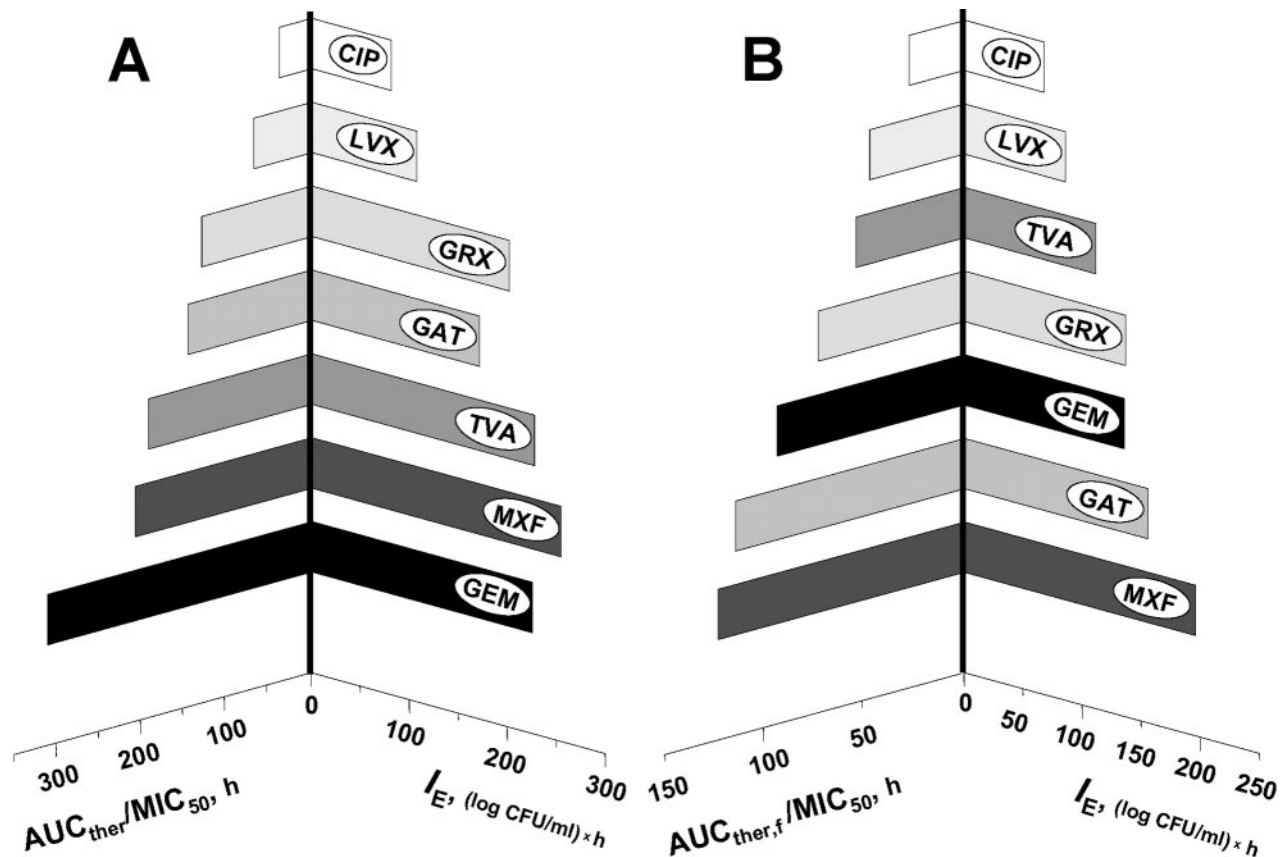 A
CIP
LVX
GRX
GAT
TVA
MXF
GEM
300
200
100
0
100
200
300
AUCther/MIC50, h
IE, (log CFU/ml) × h
B
CIP
LVX
TVA
GRX
GEM
GAT
MXF
150
100
50
0
50
100
150
200
250
AUCther,f/MIC50, h
IE, (log CFU/ml) × h